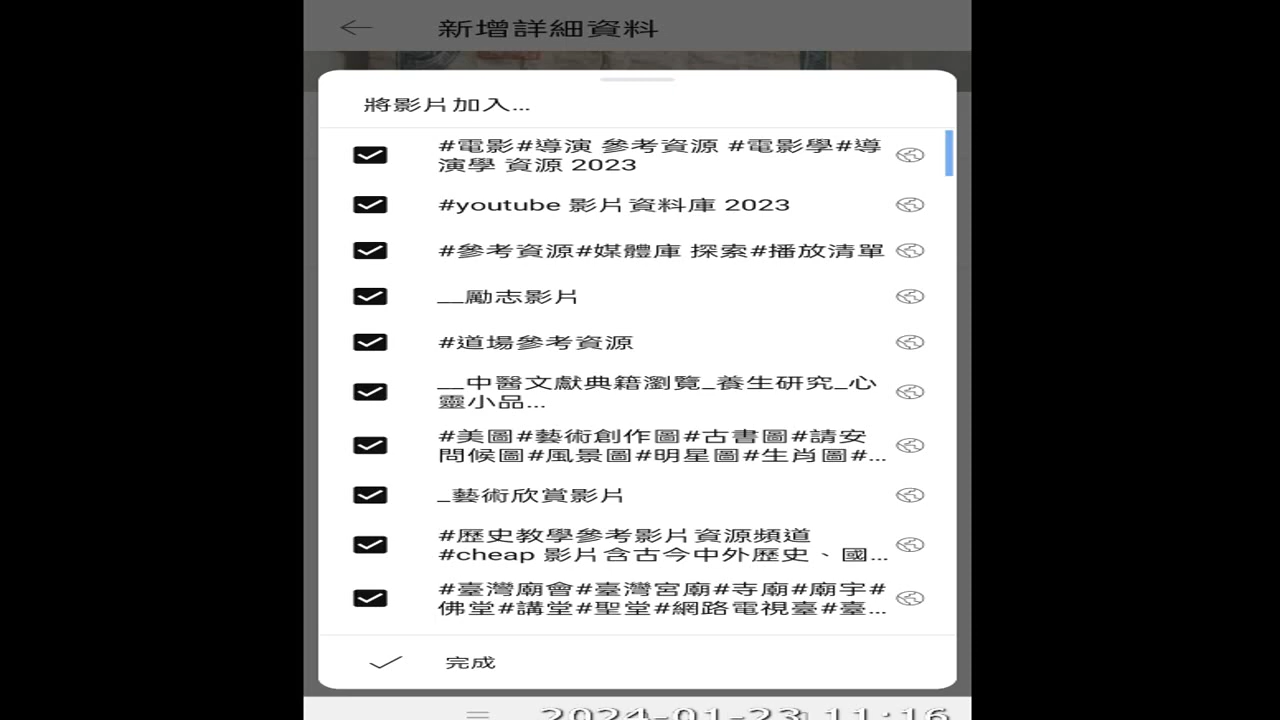 新增詳細資料
將影片加入...
#電影#導演 參考資源 #電影學#導
演學 資源 2023
#youtube 影片資料庫 2023
#參考資源#媒體庫 探索#播放清單
__勵志影片
#道場參考資源
__中醫文獻典籍瀏覽_養生研究_心
靈小品...
#美圖#藝術創作圖#古書圖#請安
問候圖#風景圖#明星圖#生肖圖#...
_藝術欣賞影片
#歷史教學參考影片資源頻道
#cheap 影片含古今中外歷史、國...
#臺灣廟會#臺灣宮廟#寺廟#廟宇#
佛堂#講堂#聖堂#網路電視臺#臺...
完成
2024-01-23 11:16